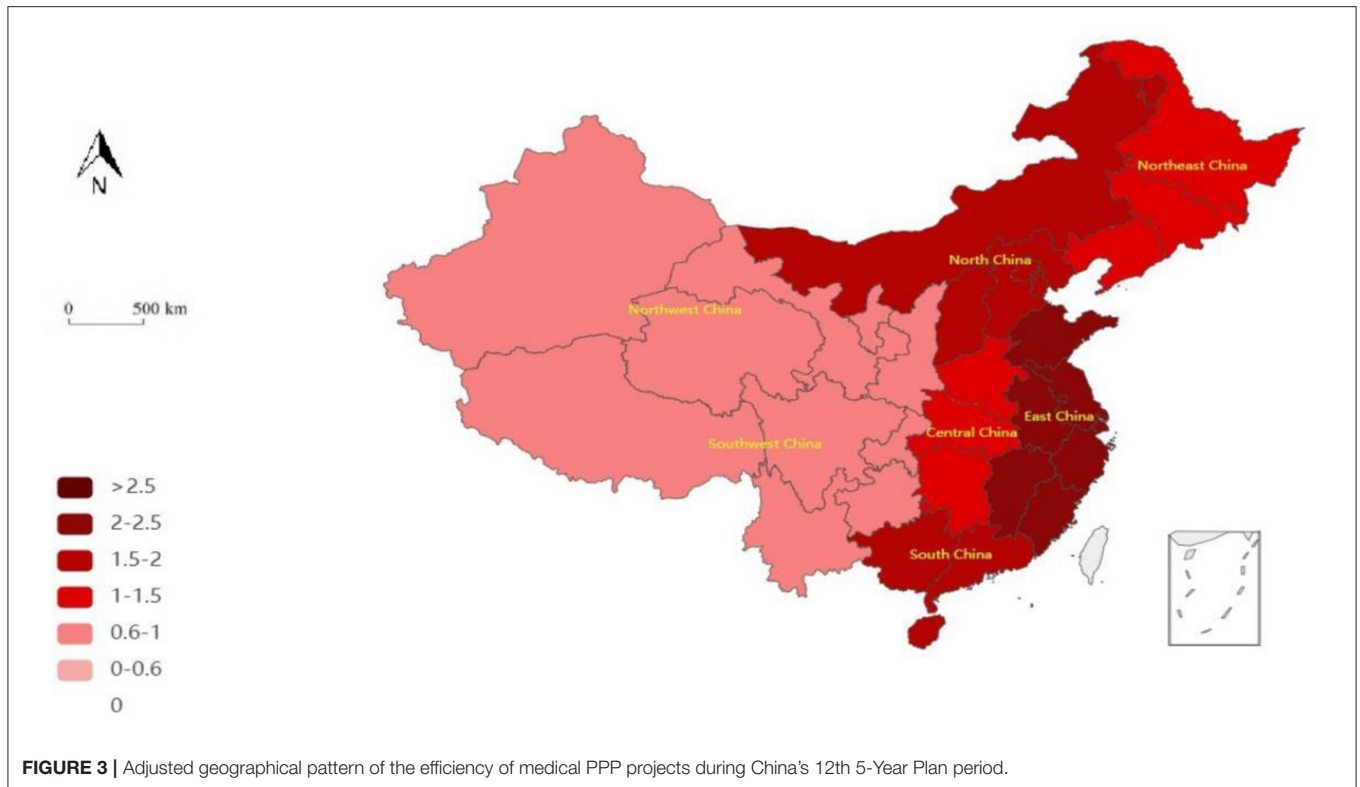 Northeast China
N
North China
0 500 km
Northwest China
East China
Central China
Southwest China
>2.5
2-2.5
1.5-2
South China
1-1.5
0.6-1
0-0.6
0
FIGURE 3 | Adjusted geographical pattern of the efficiency of medical PPP projects during China's 12th 5-Year Plan period.